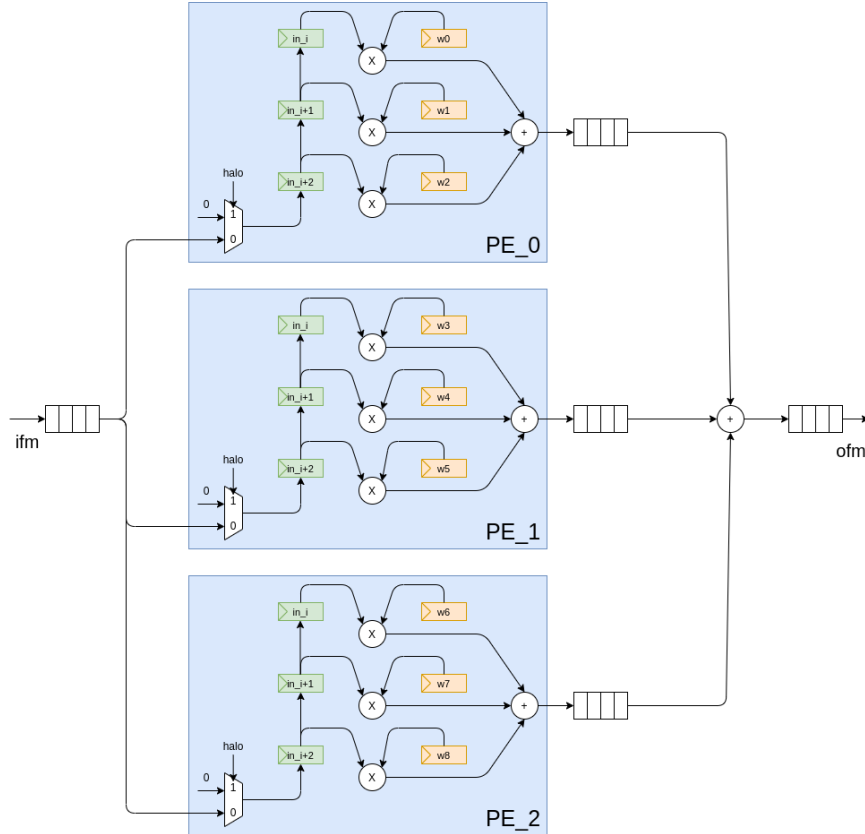 in_i
w0
X
in_i+1
w1
X
+
in_i+2
w2
X
halo
0
1
0
PE_0
in_i
w3
X
in_i+1
w4
X
+
in_i+2
w5
X
halo
0
1
0
PE_1
ifm
+
ofm
in_i
w6
X
in_i+1
w7
X
+
in_i+2
w8
X
halo
0
1
0
PE_2